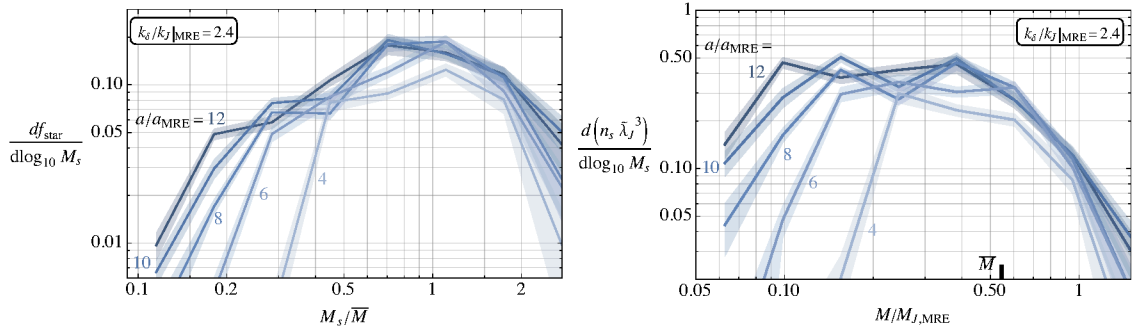 k_δ/k_J|_MRE = 2.4
a/a_MRE = 12
10
8
6
4
df_star
dlog_10 M_s
0.10
0.05
0.01
0.1
0.2
0.5
1
2
M_s/M̅
k_δ/k_J|_MRE = 2.4
a/a_MRE =
12
10
8
6
4
d(n_s λ̃_J^3)
dlog_10 M_s
0.50
0.10
0.05
M̅
0.05
0.10
0.50
1
M/M_J,MRE